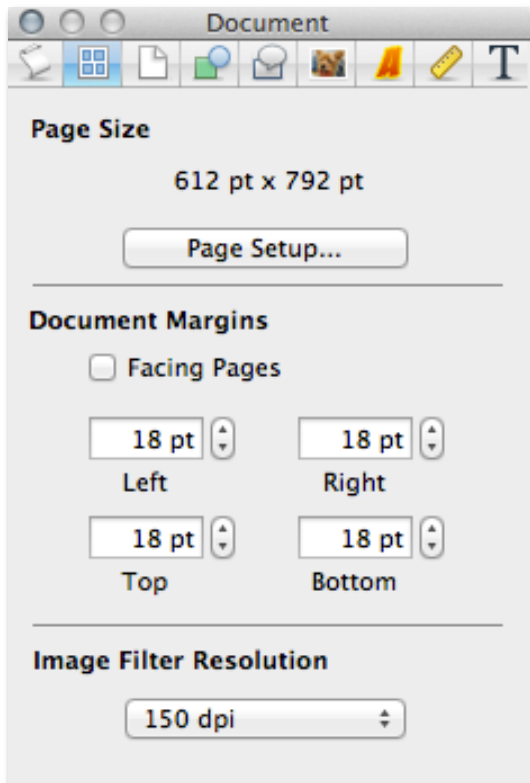 Document
T
Page Size
612 pt x 792 pt
Page Setup...
Document Margins
Facing Pages
18 pt 18 pt
Left Right
18 pt 18 pt
Top Bottom
Image Filter Resolution
150 dpi